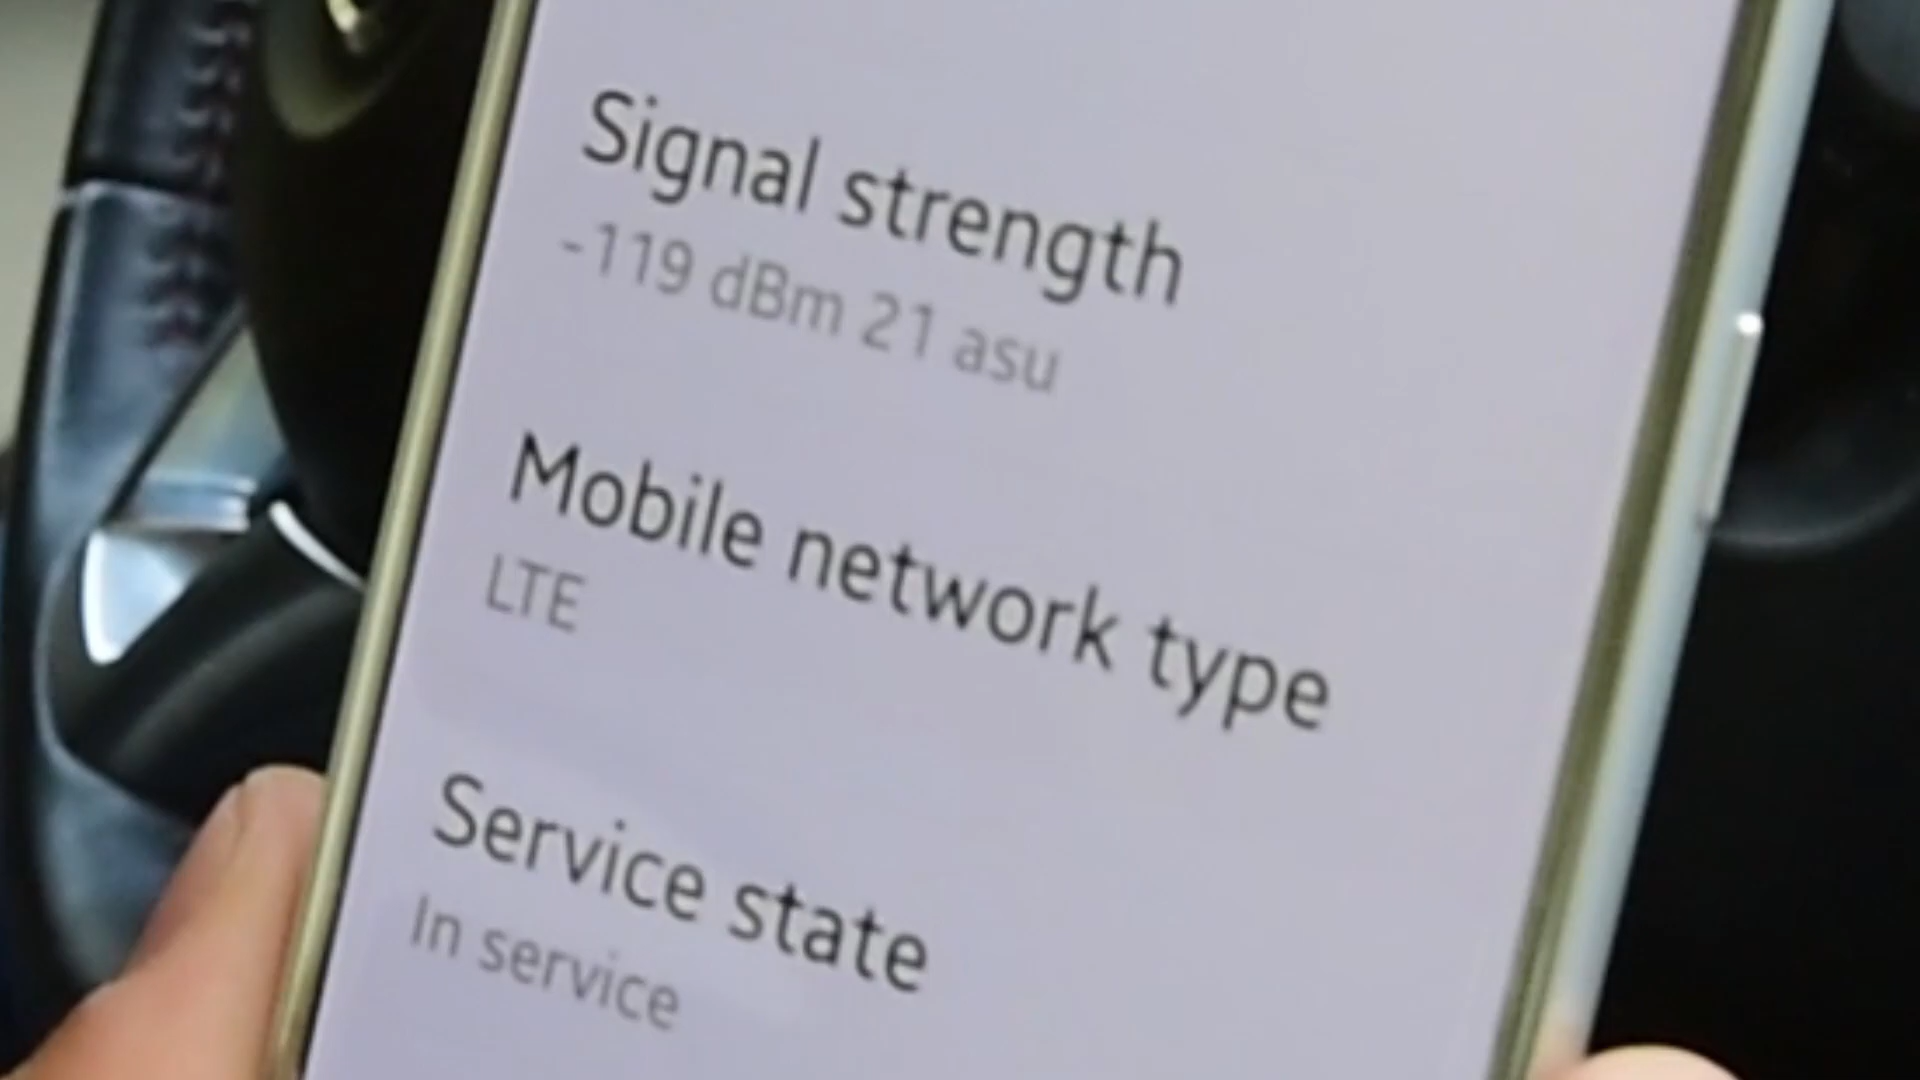 Signal strength
-119 dBm 21 asu
Mobile network type
LTE
Service state
In service